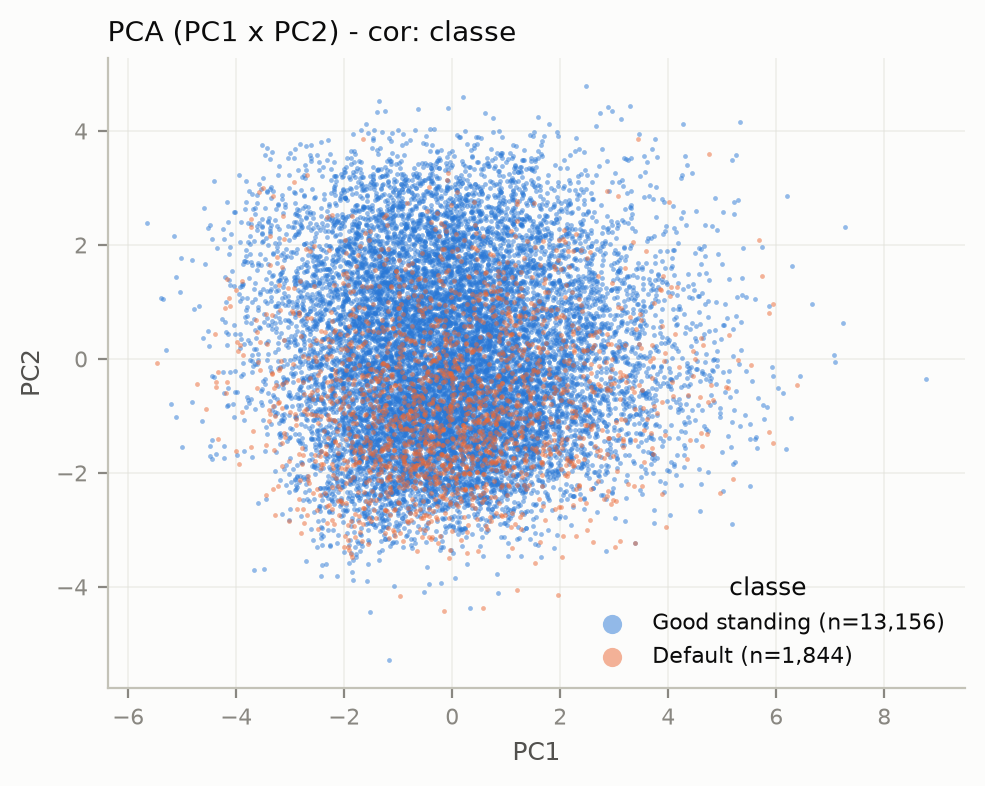 PCA (PC1 x PC2) - cor: classe
4
2
0
−2
−4
PC2
−6
−4
−2
0
2
4
6
8
PC1
classe
Good standing (n=13,156)
Default (n=1,844)